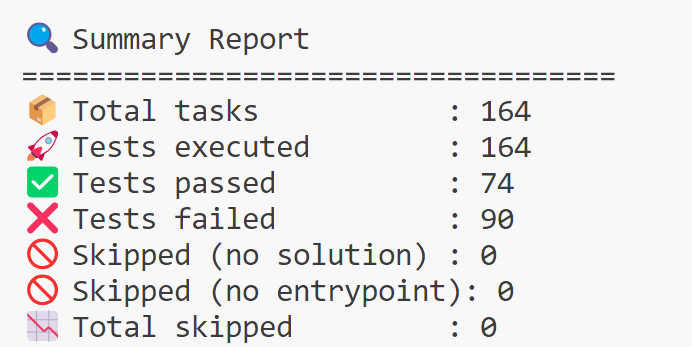 🔍 Summary Report
===================================
📦 Total tasks           : 164
🚀 Tests executed        : 164
✅ Tests passed          : 74
❌ Tests failed          : 90
🚫 Skipped (no solution) : 0
🚫 Skipped (no entrypoint): 0
📉 Total skipped         : 0